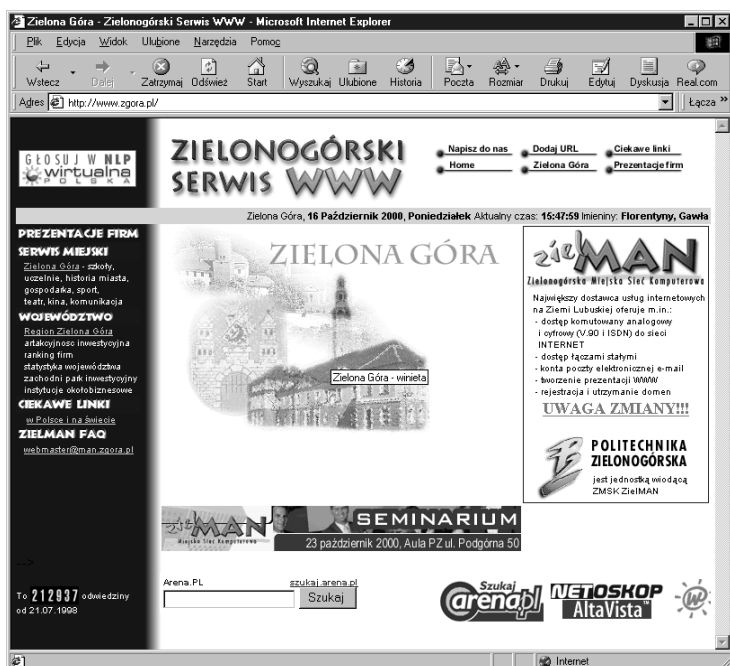 Zielona Góra - Zielonogórski Serwis WWW - Microsoft Internet Explorer
Plik Edycja Widok Ulubione Narzędzia Pomoc
Wstecz Dalej Zatrzymaj Odśwież Start Wyszukaj Ulubione Historia Poczta Rozmiar Drukuj Edytuj Dyskusja Real.com
Adres http://www.zgora.pl/ Łącza »
GŁOSUJ W NLP
wirtualna
POLSKA
ZIELONOGÓRSKI
SERWIS WWW
Napisz do nas Dodaj URL Ciekawe linki
Home Zielona Góra Prezentacje firm
Zielona Góra, 16 Październik 2000, Poniedziałek Aktualny czas: 15:47:59 Imieniny: Florentyny, Gawła
PREZENTACJE FIRM
SERWIS MIEJSKI
Zielona Góra - szkoły,
uczelnie, historia miasta,
gospodarka, sport,
teatr, kina, komunikacja
WOJEWÓDZTWO
Region Zielona Góra
artakcyjnosc inwestycyjna
ranking firm
statystyka województwa
zachodni park inwestycyjny
instytucje okołobiznesowe
CIEKAWE LINKI
w Polsce i na świecie
ZIELMAN FAQ
webmaster@man.zgora.pl
-->
To 212937 odwiedziny
od 21.07.1998
ZIELONA GÓRA
Zielona Góra - winieta
zielMAN
Zielonogórska Miejska Sieć Komputerowa
Największy dostawca usług internetowych
na Ziemi Lubuskiej oferuje m.in.:
- dostęp komutowany analogowy
i cyfrowy (V.90 i ISDN) do sieci
INTERNET
- dostęp łączami stałymi
- konta poczty elektronicznej e-mail
- tworzenie prezentacji WWW
- rejestracja i utrzymanie domen
UWAGA ZMIANY!!!
POLITECHNIKA
ZIELONOGÓRSKA
jest jednostką wiodącą
ZMSK ZielMAN
zielMAN
Miejska Sieć Komputerowa
SEMINARIUM
23 październik 2000, Aula PZ ul. Podgórna 50
Arena.PL szukaj.arena.pl
Szukaj
Szukaj
arena.pl
NETOSKOP
AltaVista™
Internet